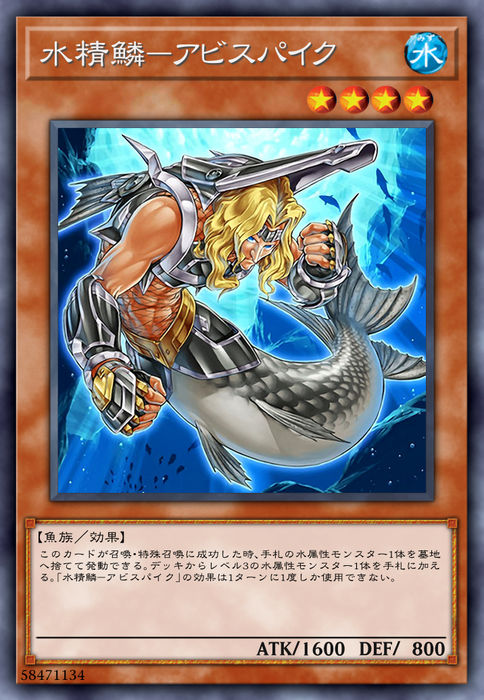 水精鱗－アビスパイク
みず
水
【魚族／効果】
このカードが召喚・特殊召喚に成功した時、手札の水属性モンスター1体を墓地
へ捨てて発動できる。デッキからレベル3の水属性モンスター1体を手札に加え
る。「水精鱗－アビスパイク」の効果は1ターンに1度しか使用できない。
ATK/1600 DEF/ 800
58471134